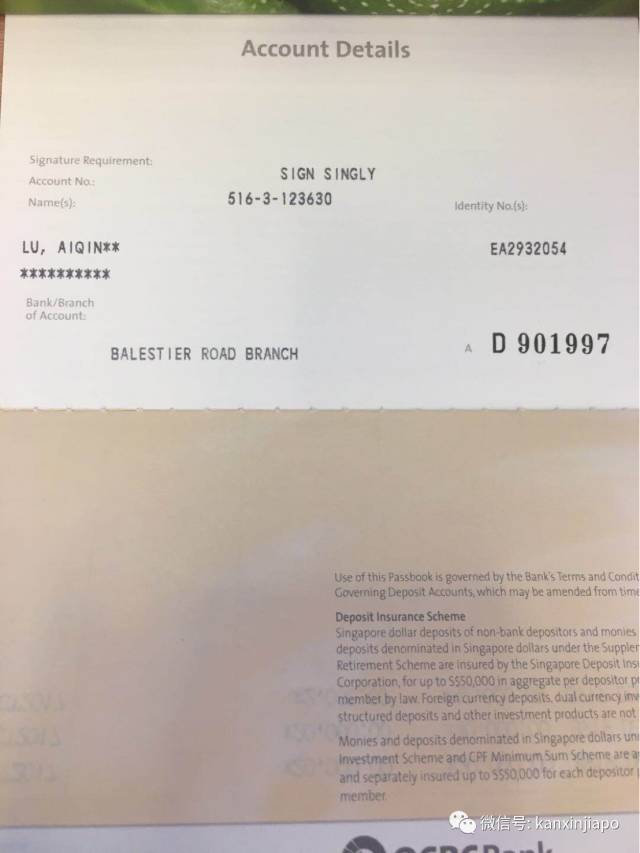 Account Details
Signature Requirement:
SIGN SINGLY
Account No.:
516-3-123630
Name(s):
Identity No.(s):
LU, AIQIN**
EA2932054
**********
Bank/Branch
of Account:
BALESTIER ROAD BRANCH
A D 901997
Use of this Passbook is governed by the Bank's Terms and Condit
Governing Deposit Accounts, which may be amended from time
Deposit Insurance Scheme
Singapore dollar deposits of non-bank depositors and monies
deposits denominated in Singapore dollars under the Supplem
Retirement Scheme are insured by the Singapore Deposit Insu
Corporation, for up to S$50,000 in aggregate per depositor p
member by law. Foreign currency deposits, dual currency inv
structured deposits and other investment products are not
Monies and deposits denominated in Singapore dollars un
Investment Scheme and CPF Minimum Sum Scheme are a
and separately insured up to S$50,000 for each depositor
member.
微信号: kanxinjiapo
OCBC Bank